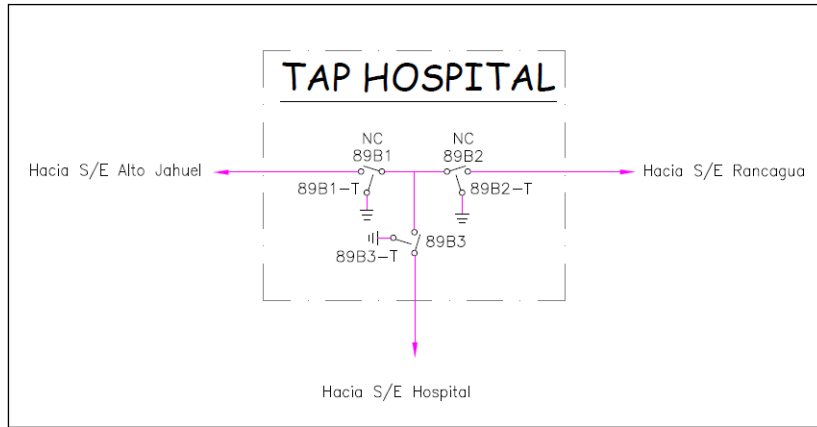 TAP HOSPITAL
NC
89B1
NC
89B2
Hacia S/E Alto Jahuel
Hacia S/E Rancagua
89B1-T
89B2-T
89B3
89B3-T
Hacia S/E Hospital